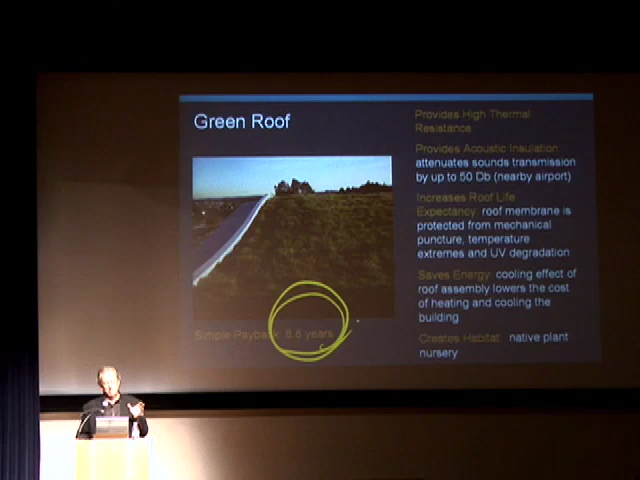 Green Roof
Simple Payback 6.6 years
Provides High Thermal
Resistance
Provides Acoustic Insulation:
attenuates sounds transmission
by up to 50 Db (nearby airport)
Increases Roof Life
Expectancy: roof membrane is
protected from mechanical
puncture, temperature
extremes and UV degradation
Saves Energy: cooling effect of
roof assembly lowers the cost
of heating and cooling the
building
Creates Habitat: native plant
nursery